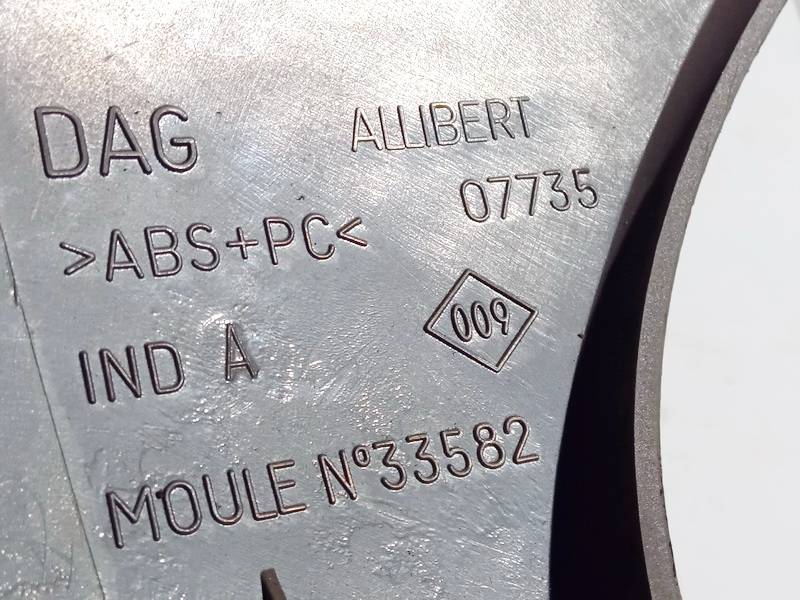 DAG
ALLIBERT
07735
>ABS+PC<
009
IND A
MOULE N°33582